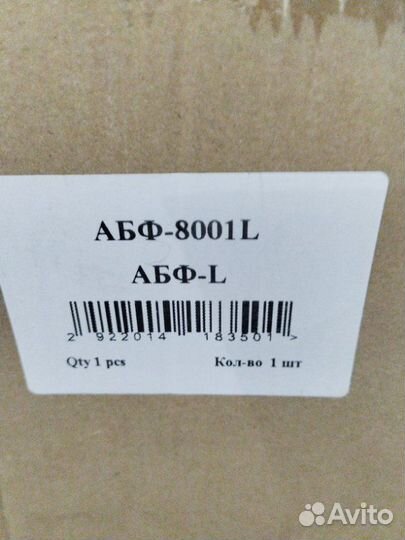 АБФ-8001L
АБФ-L
2 922014 183501 >
Qty 1 pcs Кол-во 1 шт
Avito